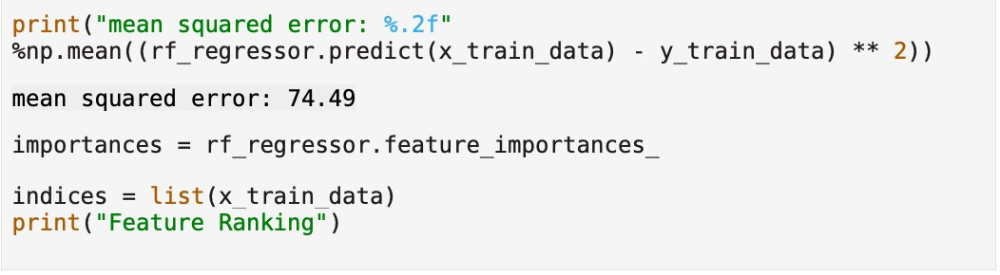 print("mean squared error: %.2f"
%np.mean((rf_regressor.predict(x_train_data) - y_train_data) ** 2))
mean squared error: 74.49
importances = rf_regressor.feature_importances_
indices = list(x_train_data)
print("Feature Ranking")